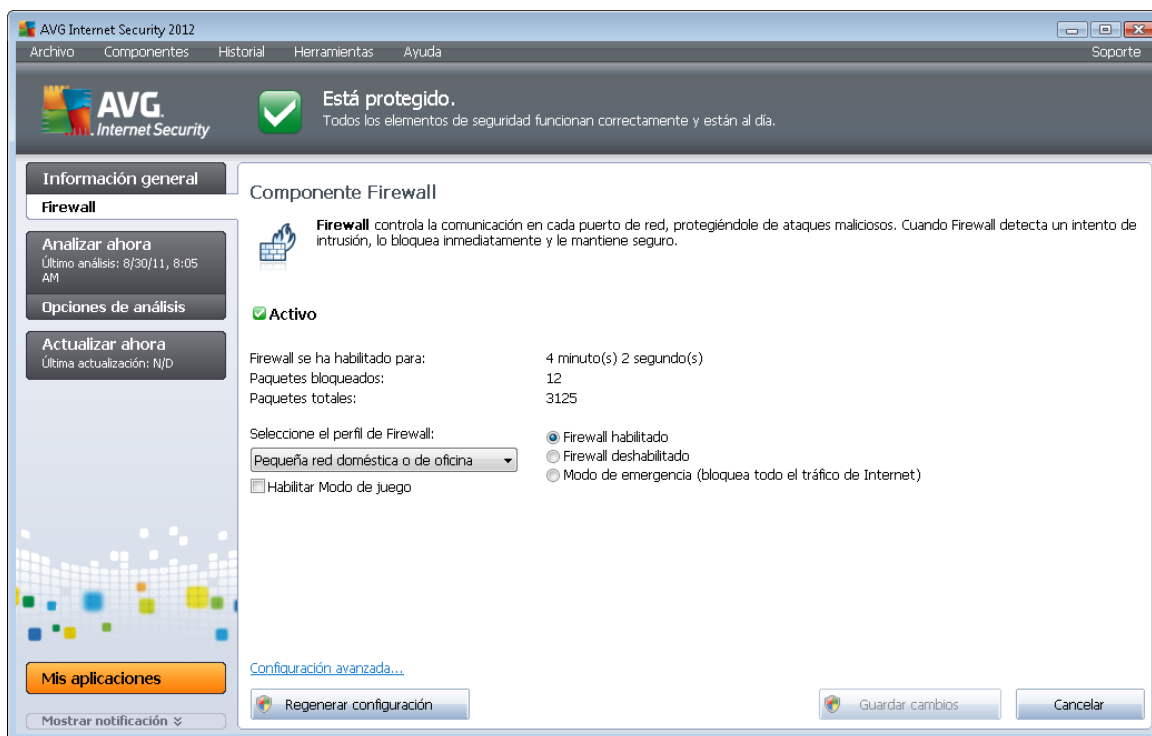 AVG Internet Security 2012
Archivo Componentes Historial Herramientas Ayuda Soporte
AVG.
Internet Security
Está protegido.
Todos los elementos de seguridad funcionan correctamente y están al día.
Información general
Firewall
Analizar ahora
Último análisis: 8/30/11, 8:05
AM
Opciones de análisis
Actualizar ahora
Última actualización: N/D
Mis aplicaciones
Mostrar notificación
Componente Firewall
Firewall controla la comunicación en cada puerto de red, protegiéndole de ataques maliciosos. Cuando Firewall detecta un intento de
intrusión, lo bloquea inmediatamente y le mantiene seguro.
Activo
Firewall se ha habilitado para: 4 minuto(s) 2 segundo(s)
Paquetes bloqueados: 12
Paquetes totales: 3125
Seleccione el perfil de Firewall:
Pequeña red doméstica o de oficina
Habilitar Modo de juego
Firewall habilitado
Firewall deshabilitado
Modo de emergencia (bloquea todo el tráfico de Internet)
Configuración avanzada...
Regenerar configuración Guardar cambios Cancelar